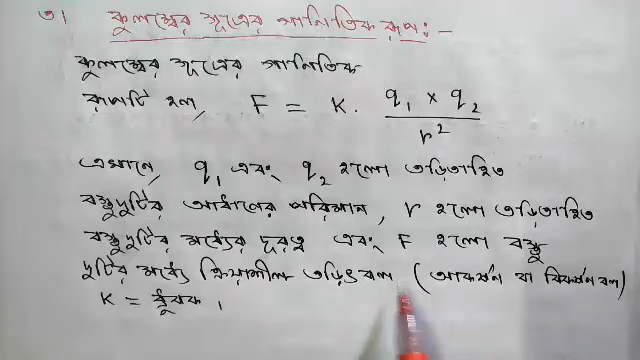 ৩। কুলম্বের সূত্রের গাণিতিক রূপ:-
কুলম্বের সূত্রের গাণিতিক
রূপটি হল, F = K. q₁ × q₂ / r²
এখানে, q₁ এবং q₂ হলো তড়িতাহিত
বস্তুদুটির আধানের পরিমান, r হলো তড়িতাহিত
বস্তুদুটির মধ্যের দূরত্ব এবং F হলো বস্তু
দুটির মধ্যে ক্রিয়াশীল তড়িৎবল (আকর্ষণ বা বিকর্ষণ বল)
K = ধ্রুবক ,